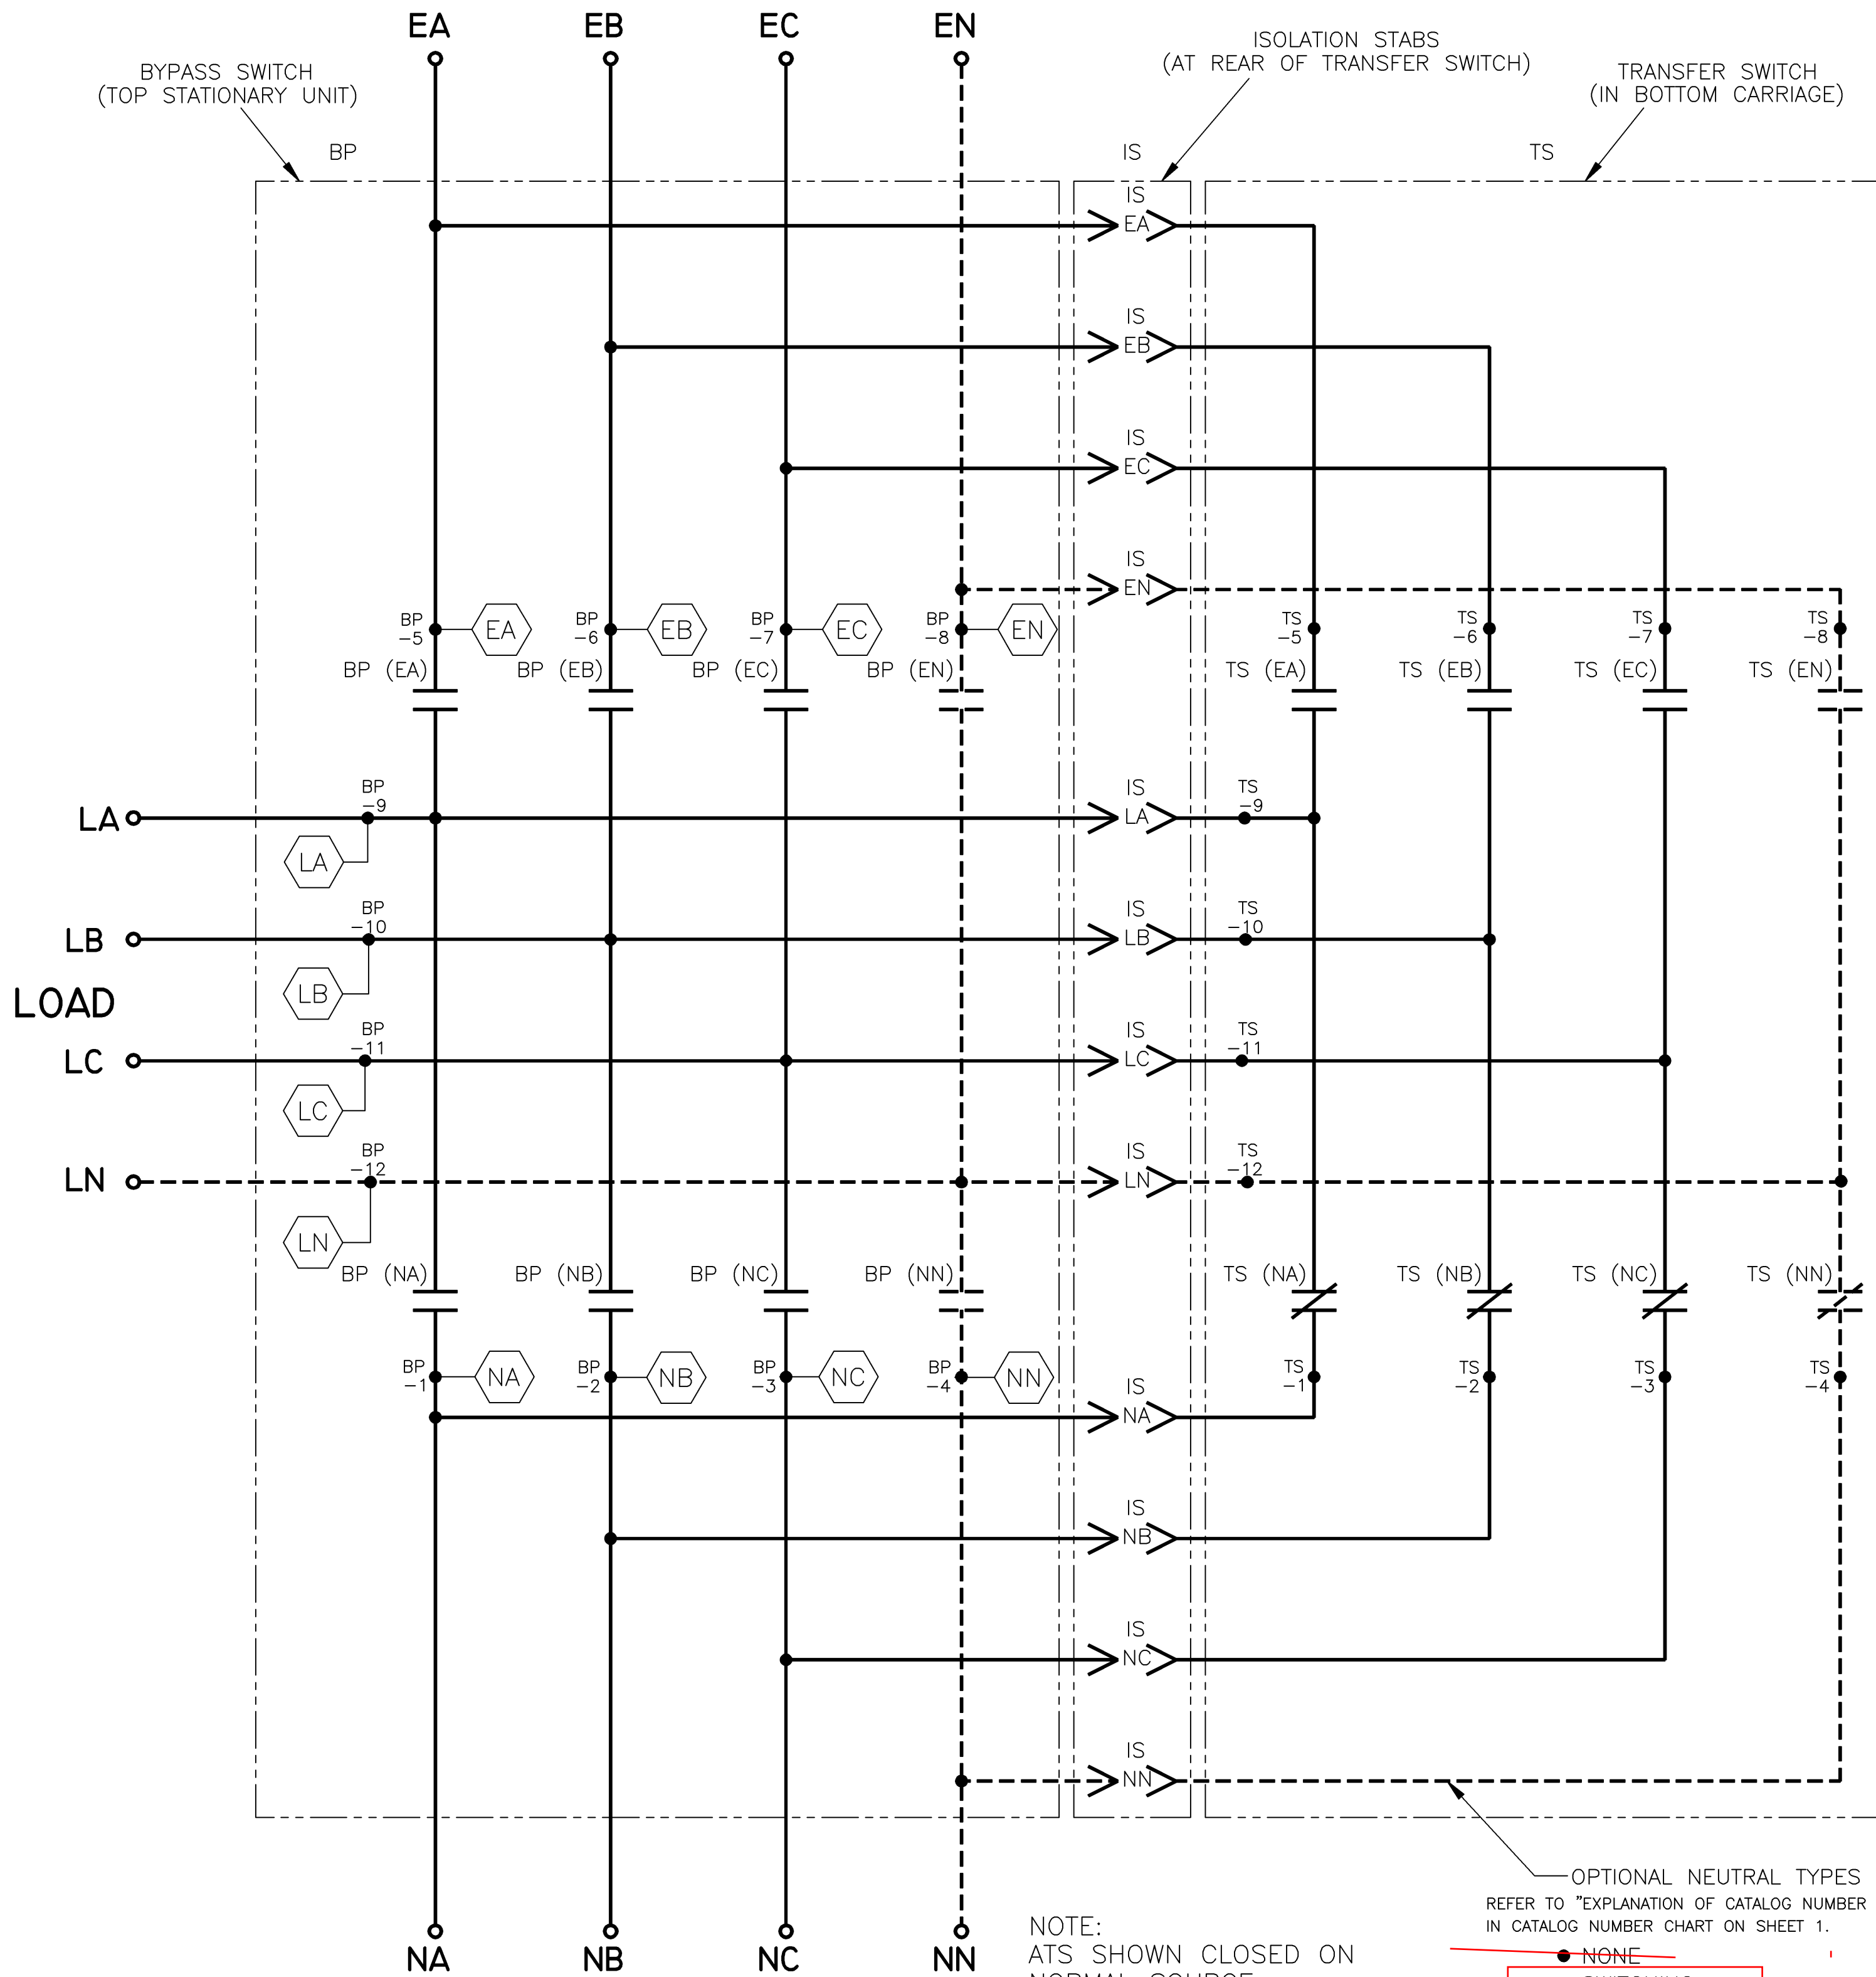 EA EB EC EN
BYPASS SWITCH
(TOP STATIONARY UNIT)
ISOLATION STABS
(AT REAR OF TRANSFER SWITCH)
TRANSFER SWITCH
(IN BOTTOM CARRIAGE)
BP IS TS
IS
EA
IS
EB
IS
EC
IS
EN
BP BP BP BP TS TS TS TS
-5 EA -6 EB -7 EC -8 EN -5 -6 -7 -8
BP (EA) BP (EB) BP (EC) BP (EN) TS (EA) TS (EB) TS (EC) TS (EN)
BP IS TS
-9 -9
LA LA
LA
BP IS TS
-10 -10
LB LB
LB
LOAD
BP IS TS
-11 -11
LC LC
LC
BP IS TS
-12 -12
LN LN
LN
BP (NA) BP (NB) BP (NC) BP (NN) TS (NA) TS (NB) TS (NC) TS (NN)
BP BP BP BP TS TS TS TS
-1 NA -2 NB -3 NC -4 NN -1 -2 -3 -4
IS
NA
IS
NB
IS
NC
IS
NN
OPTIONAL NEUTRAL TYPES
REFER TO "EXPLANATION OF CATALOG NUMBER
IN CATALOG NUMBER CHART ON SHEET 1.
NONE
NA NB NC NN
NOTE:
ATS SHOWN CLOSED ON